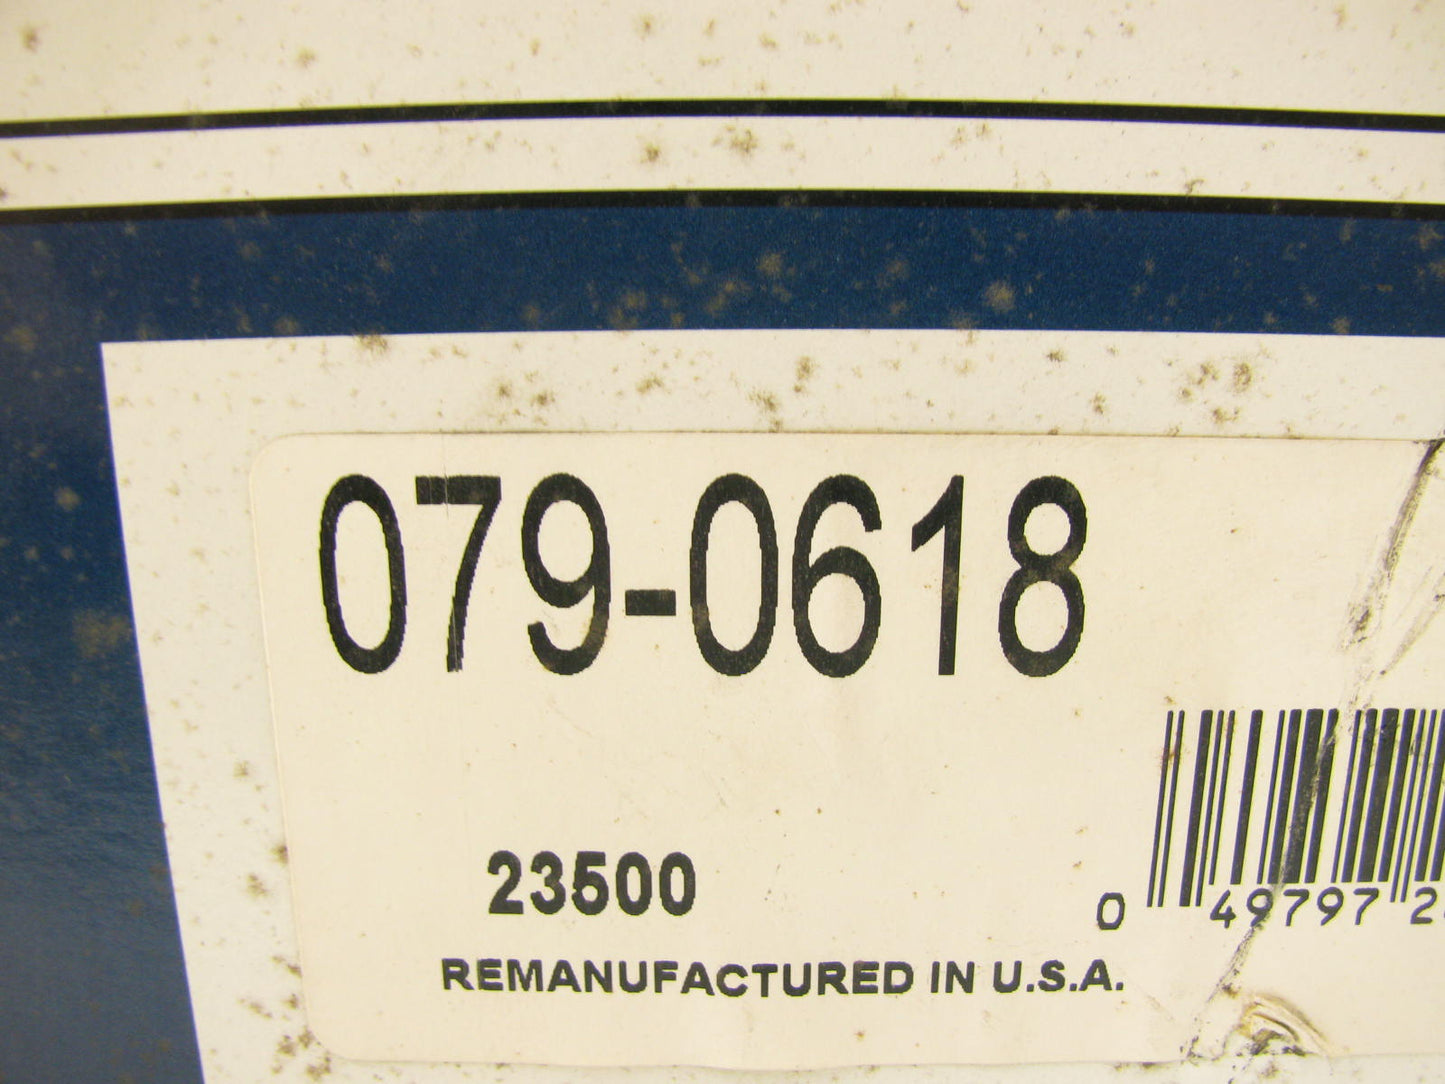 079-0618
23500
REMANUFACTURED IN U.S.A.
0 49797 2